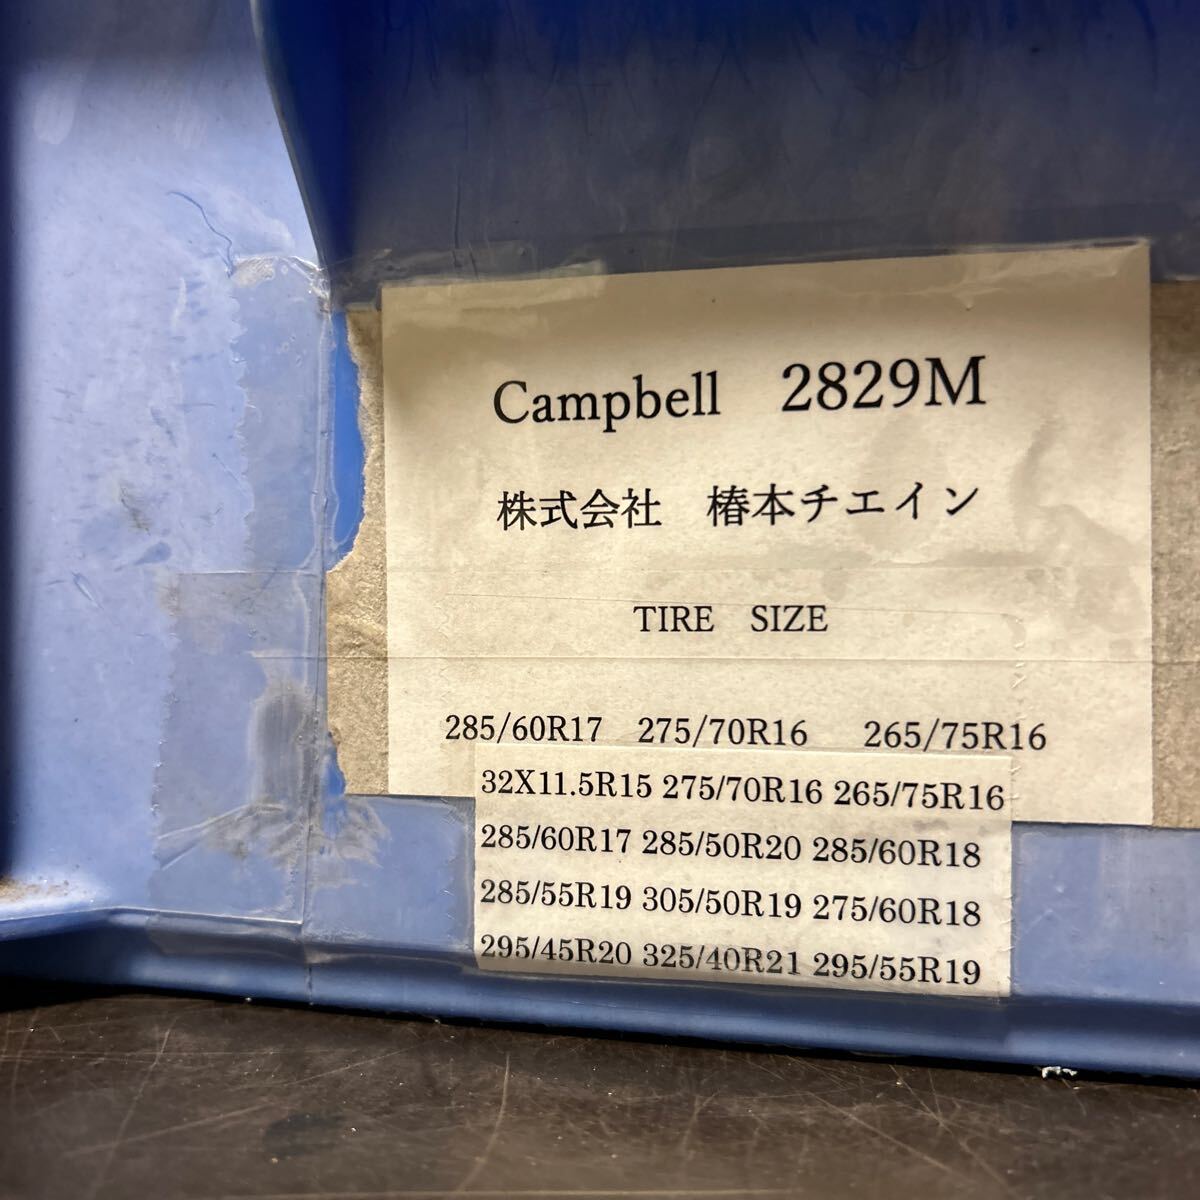 Campbell 2829M
株式会社 椿本チエイン
TIRE SIZE
285/60R17 275/70R16 265/75R16
32X11.5R15 275/70R16 265/75R16
285/60R17 285/50R20 285/60R18
285/55R19 305/50R19 275/60R18
295/45R20 325/40R21 295/55R19